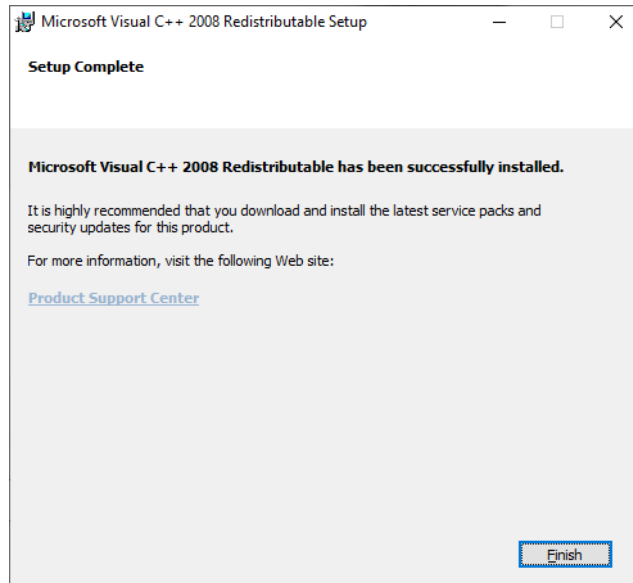 Microsoft Visual C++ 2008 Redistributable Setup
Setup Complete
Microsoft Visual C++ 2008 Redistributable has been successfully installed.
It is highly recommended that you download and install the latest service packs and
security updates for this product.
For more information, visit the following Web site:
Product Support Center
Finish